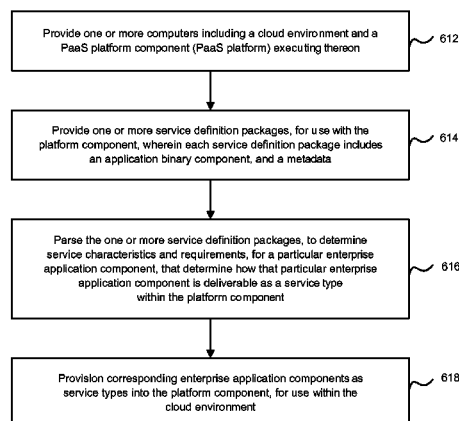 Provide one or more computers including a cloud environment and a
PaaS platform component (PaaS platform) executing thereon
612
Provide one or more service definition packages, for use with the
platform component, wherein each service definition package includes
an application binary component, and a metadata
614
Parse the one or more service definition packages, to determine
service characteristics and requirements, for a particular enterprise
application component, that determine how that particular enterprise
application component is deliverable as a service type
within the platform component
616
Provision corresponding enterprise application components as
service types into the platform component, for use within the
cloud environment
618